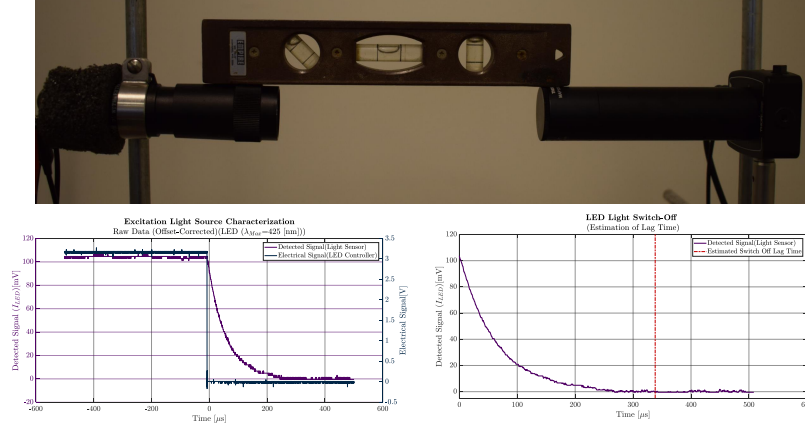 Excitation Light Source Characterization
Raw Data (Offset-Corrected)(LED (λMax=425 [nm]))
Detected Signal(Light Sensor)
Electrical Signal(LED Controller)
Detected Signal (I_LED)[mV]
120
100
80
60
40
20
0
-20
Electrical Signal[V]
3.5
3
2.5
2
1.5
1
0.5
0
-0.5
-600
-400
-200
0
200
400
600
Time [μs]
LED Light Switch-Off
(Estimation of Lag Time)
Detected Signal(Light Sensor)
Estimated Switch Off Lag Time
Detected Signal (I_LED)[mV]
120
100
80
60
40
20
0
0
100
200
300
400
500
Time [μs]